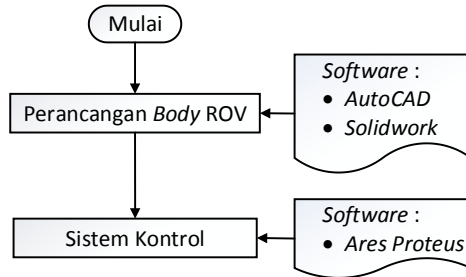 Mulai
Perancangan Body ROV
Software :
• AutoCAD
• Solidwork
Sistem Kontrol
Software :
• Ares Proteus